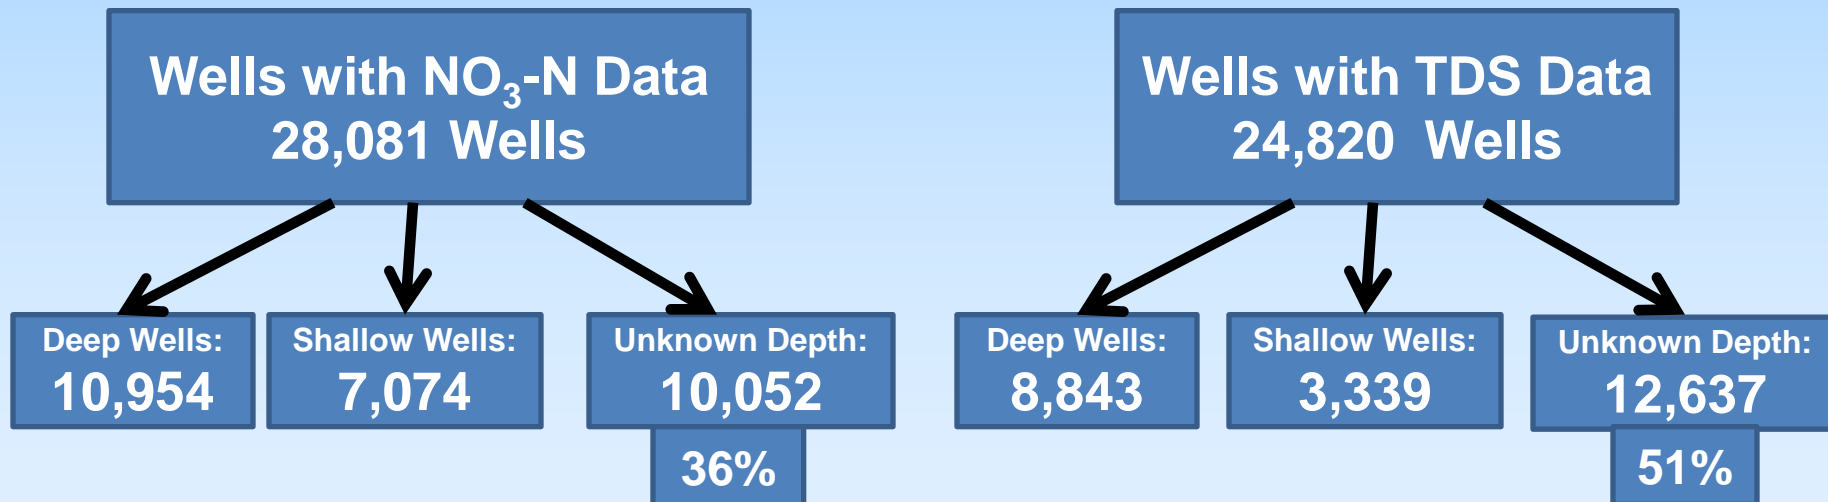 Wells with NO₃-N Data
28,081 Wells
Deep Wells:
10,954
Shallow Wells:
7,074
Unknown Depth:
10,052
36%
Wells with TDS Data
24,820 Wells
Deep Wells:
8,843
Shallow Wells:
3,339
Unknown Depth:
12,637
51%